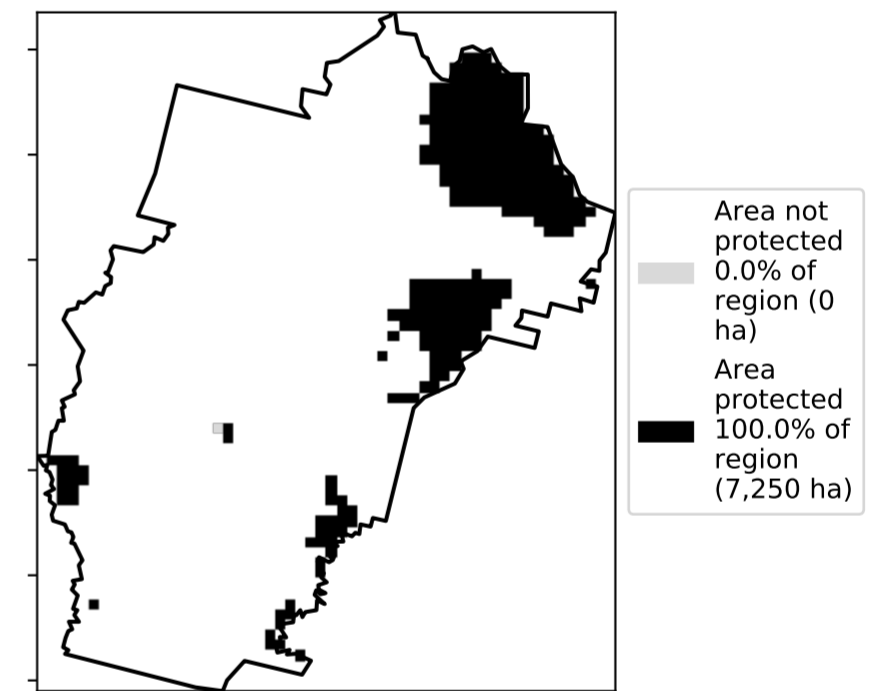 Area not
protected
0.0% of
region (0
ha)
Area
protected
100.0% of
region
(7,250 ha)